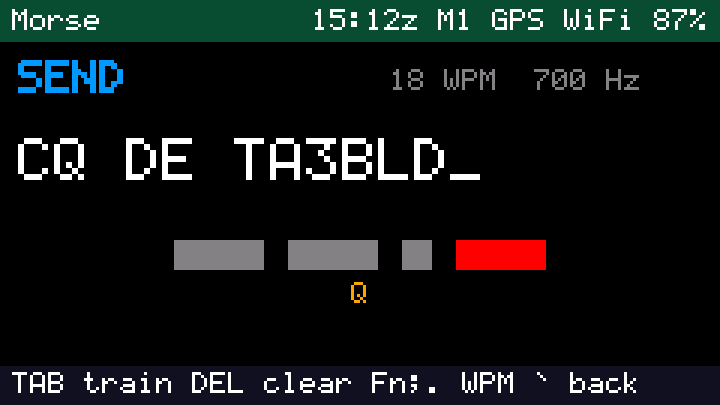 Morse 15:12z M1 GPS WiFi 87%
SEND 18 WPM 700 Hz
CQ DE TA3BLD_
Q
TAB train DEL clear Fn;. WPM ` back